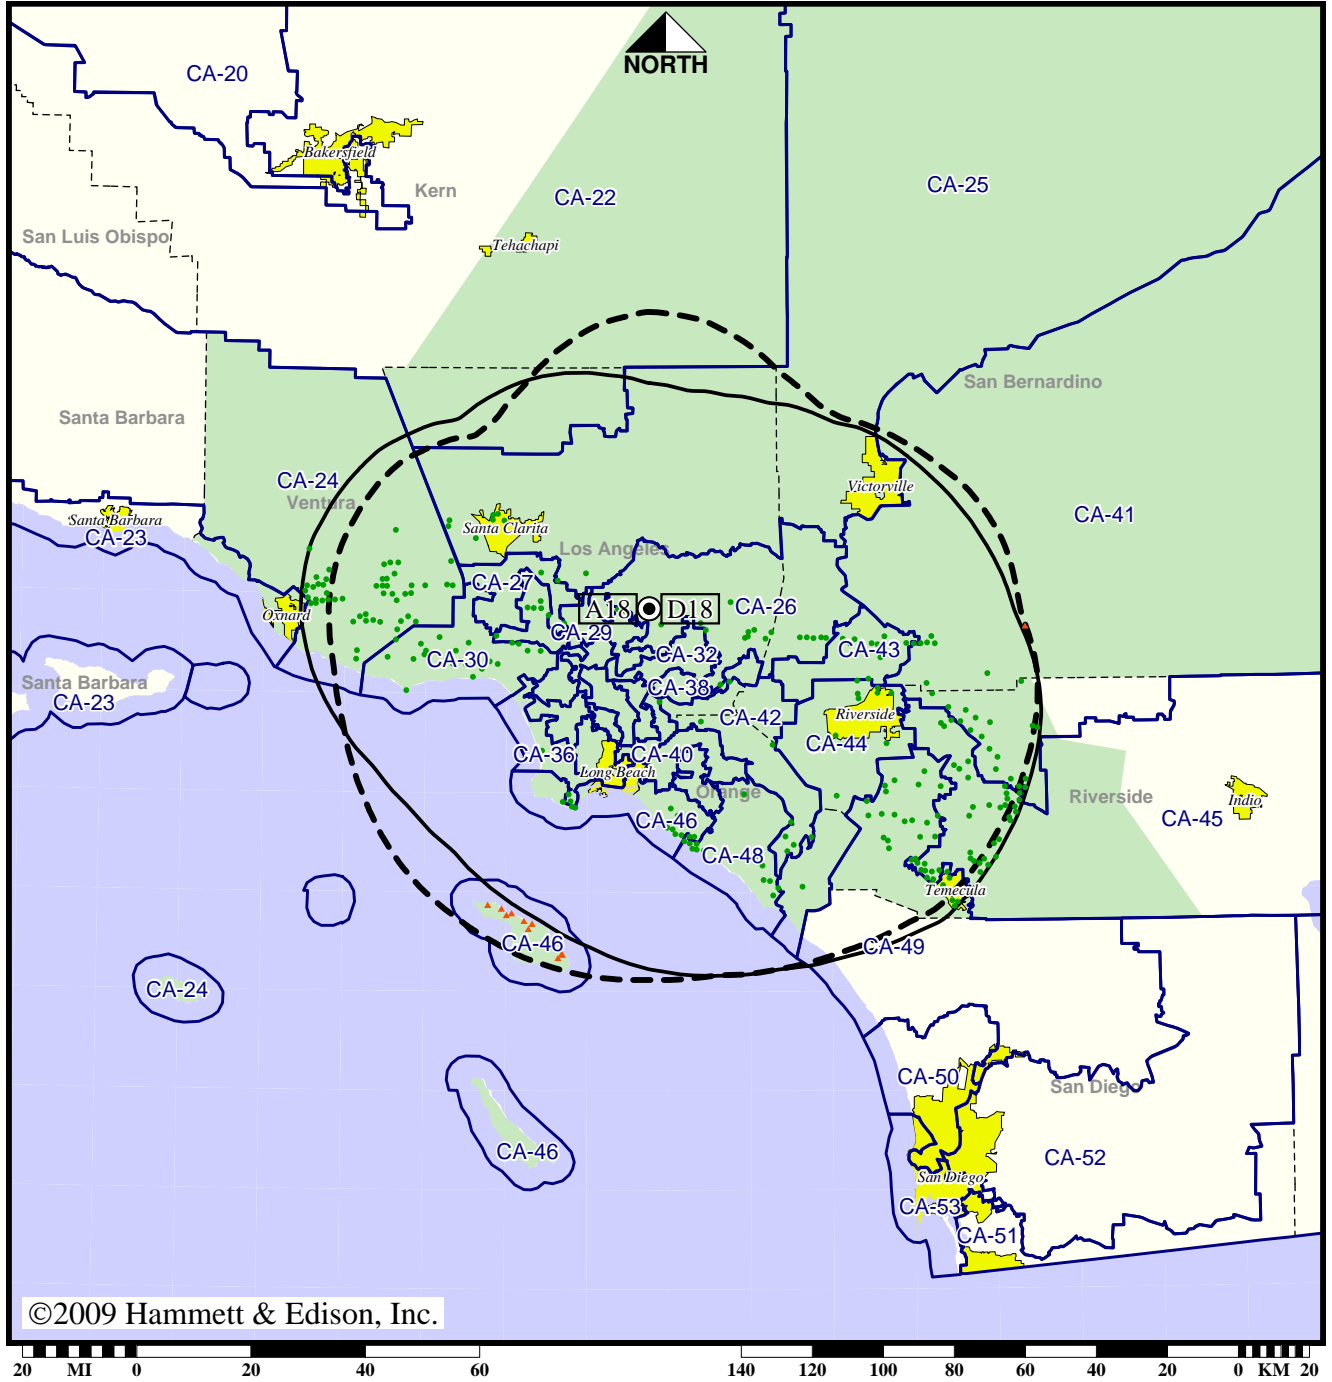 NORTH
CA-20
Bakersfield
Kern
CA-22
CA-25
San Luis Obispo
Tehachapi
San Bernardino
Santa Barbara
CA-24
Ventura
Victorville
Santa Barbara
CA-23
Santa Clarita
Los Angeles
CA-41
CA-27
A18 D18
CA-26
Oxnard
CA-29
CA-30
CA-32
CA-43
Santa Barbara
CA-23
CA-38
CA-42
Riverside
CA-44
CA-36
CA-40
Long Beach
Orange
Riverside
Indio
CA-46
CA-45
CA-48
Temecula
CA-46
CA-49
CA-24
CA-50
San Diego
CA-46
CA-52
San Diego
CA-53
CA-51
©2009 Hammett & Edison, Inc.
20 MI 0 20 40 60 140 120 100 80 60 40 20 0 KM 20